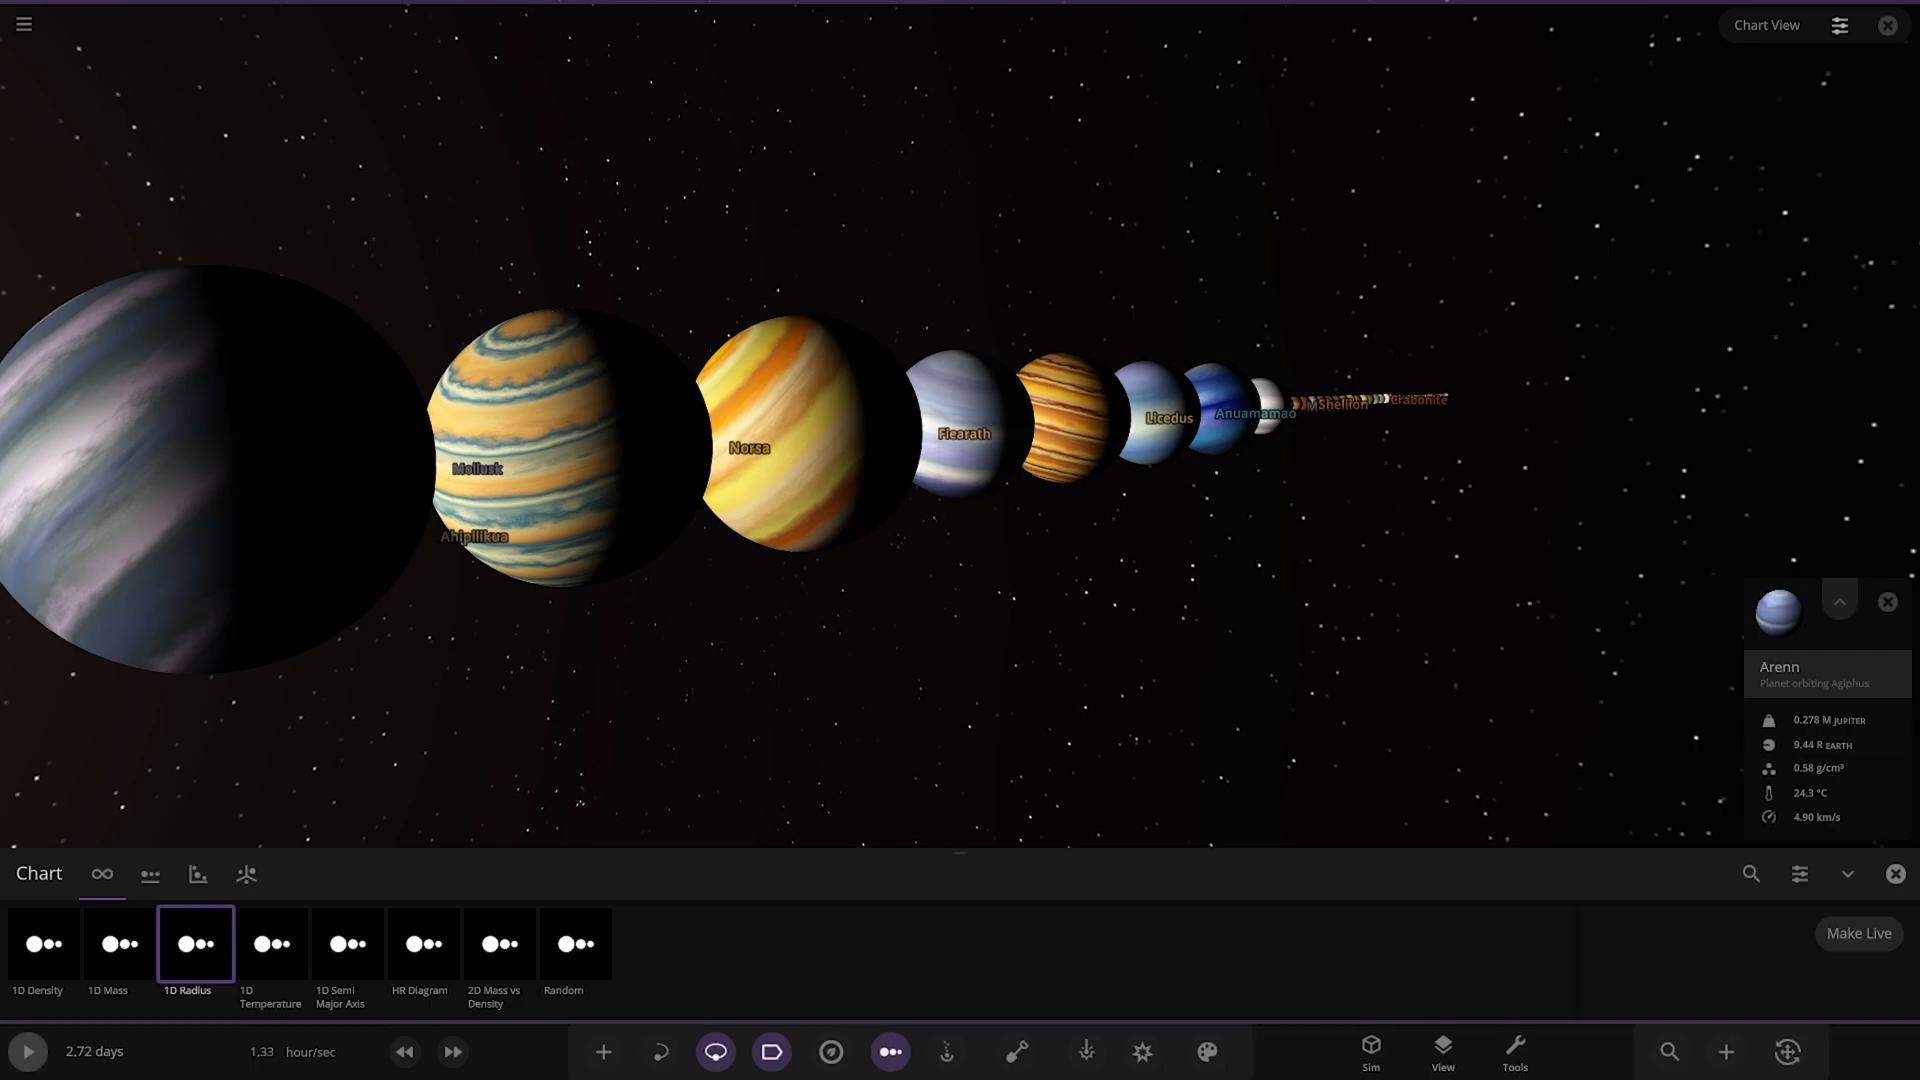 Chart View
Mollusk
Ahipllikua
Norsa
Fiearath
Licedus
Anuamamao
Shellion
Crabonite
Arenn
Planet orbiting Agiphus
0.278 M JUPITER
9.44 R EARTH
0.58 g/cm³
24.3 °C
4.90 km/s
Chart
Make Live
1D Density
1D Mass
1D Radius
1D Temperature
1D Semi Major Axis
HR Diagram
2D Mass vs Density
Random
2.72 days
1.33 hour/sec
Sim
View
Tools